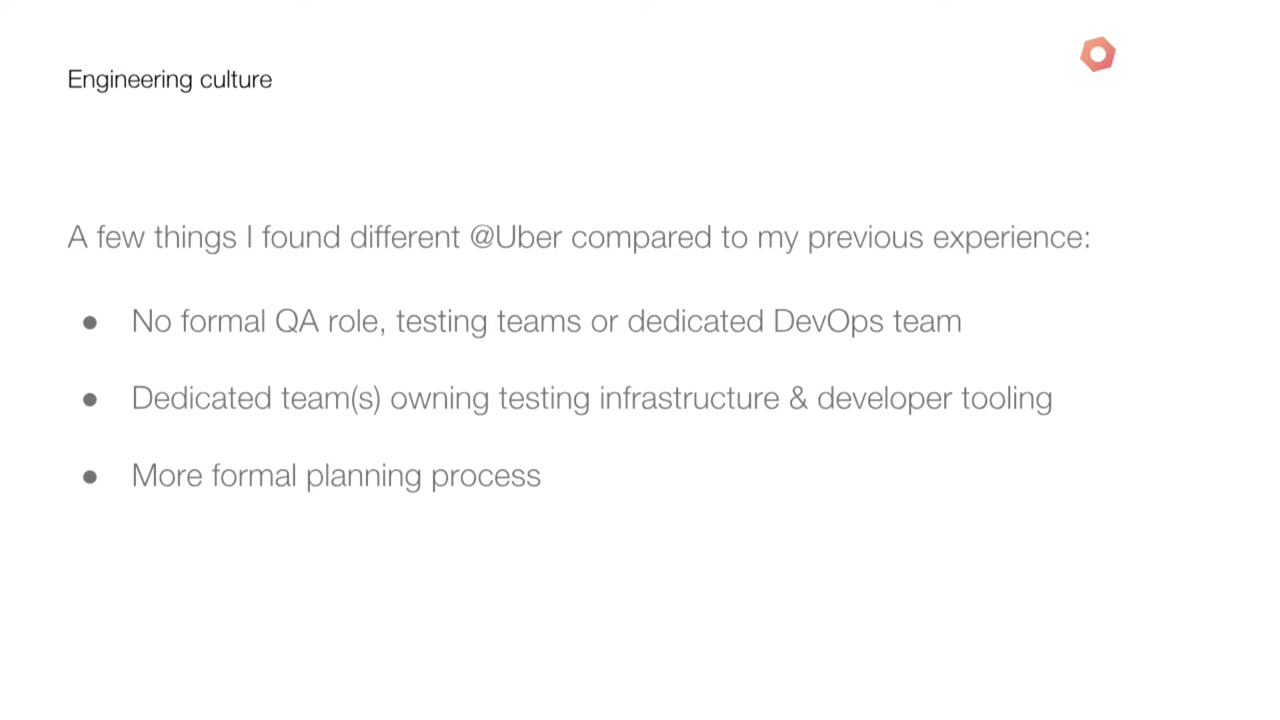 Engineering culture
A few things I found different @Uber compared to my previous experience:
● No formal QA role, testing teams or dedicated DevOps team
● Dedicated team(s) owning testing infrastructure & developer tooling
● More formal planning process